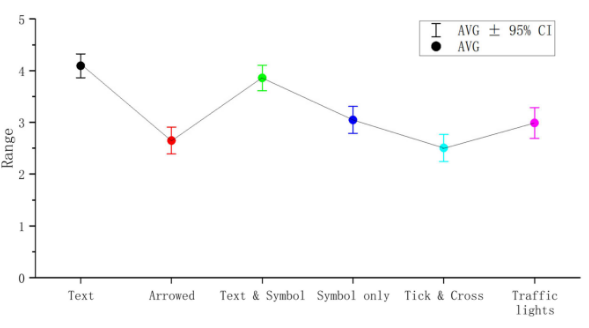 5
AVG ± 95% CI
AVG
4
3
Range
2
1
0
Text
Arrowed
Text & Symbol
Symbol only
Tick & Cross
Traffic
lights